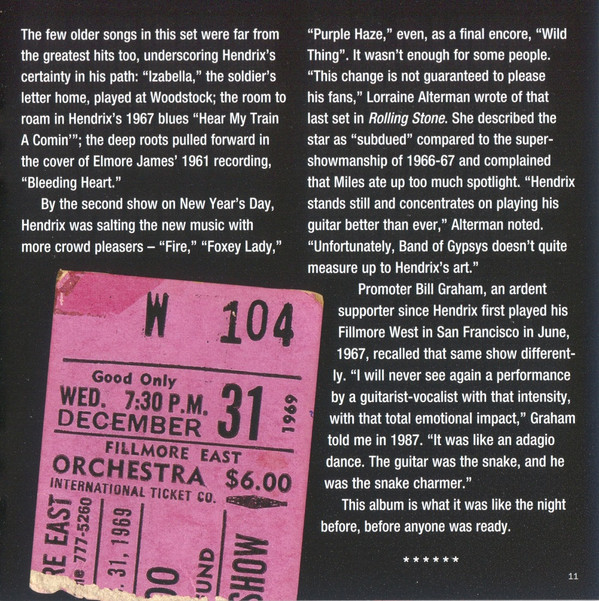 The few older songs in this set were far from
the greatest hits too, underscoring Hendrix's
certainty in his path: “Izabella,” the soldier's
letter home, played at Woodstock; the room to
roam in Hendrix's 1967 blues “Hear My Train
A Comin'”; the deep roots pulled forward in
the cover of Elmore James' 1961 recording,
“Bleeding Heart.”
By the second show on New Year's Day,
Hendrix was salting the new music with
more crowd pleasers – “Fire,” “Foxey Lady,”
“Purple Haze,” even, as a final encore, “Wild
Thing”. It wasn't enough for some people.
“This change is not guaranteed to please
his fans,” Lorraine Alterman wrote of that
last set in Rolling Stone. She described the
star as “subdued” compared to the super-
showmanship of 1966-67 and complained
that Miles ate up too much spotlight. “Hendrix
stands still and concentrates on playing his
guitar better than ever,” Alterman noted.
“Unfortunately, Band of Gypsys doesn't quite
measure up to Hendrix's art.”
Promoter Bill Graham, an ardent
supporter since Hendrix first played his
Fillmore West in San Francisco in June,
1967, recalled that same show different-
ly. “I will never see again a performance
by a guitarist-vocalist with that intensity,
with that total emotional impact,” Graham
told me in 1987. “It was like an adagio
dance. The guitar was the snake, and he
was the snake charmer.”
This album is what it was like the night
before, before anyone was ready.
******
11
W 104
Good Only
WED. 7:30 P.M.
DECEMBER 31 1969
FILLMORE EAST
ORCHESTRA $6.00
INTERNATIONAL TICKET CO.
RE EAST
ne 777-5260
. 31, 1969
00
FUND
SHOW